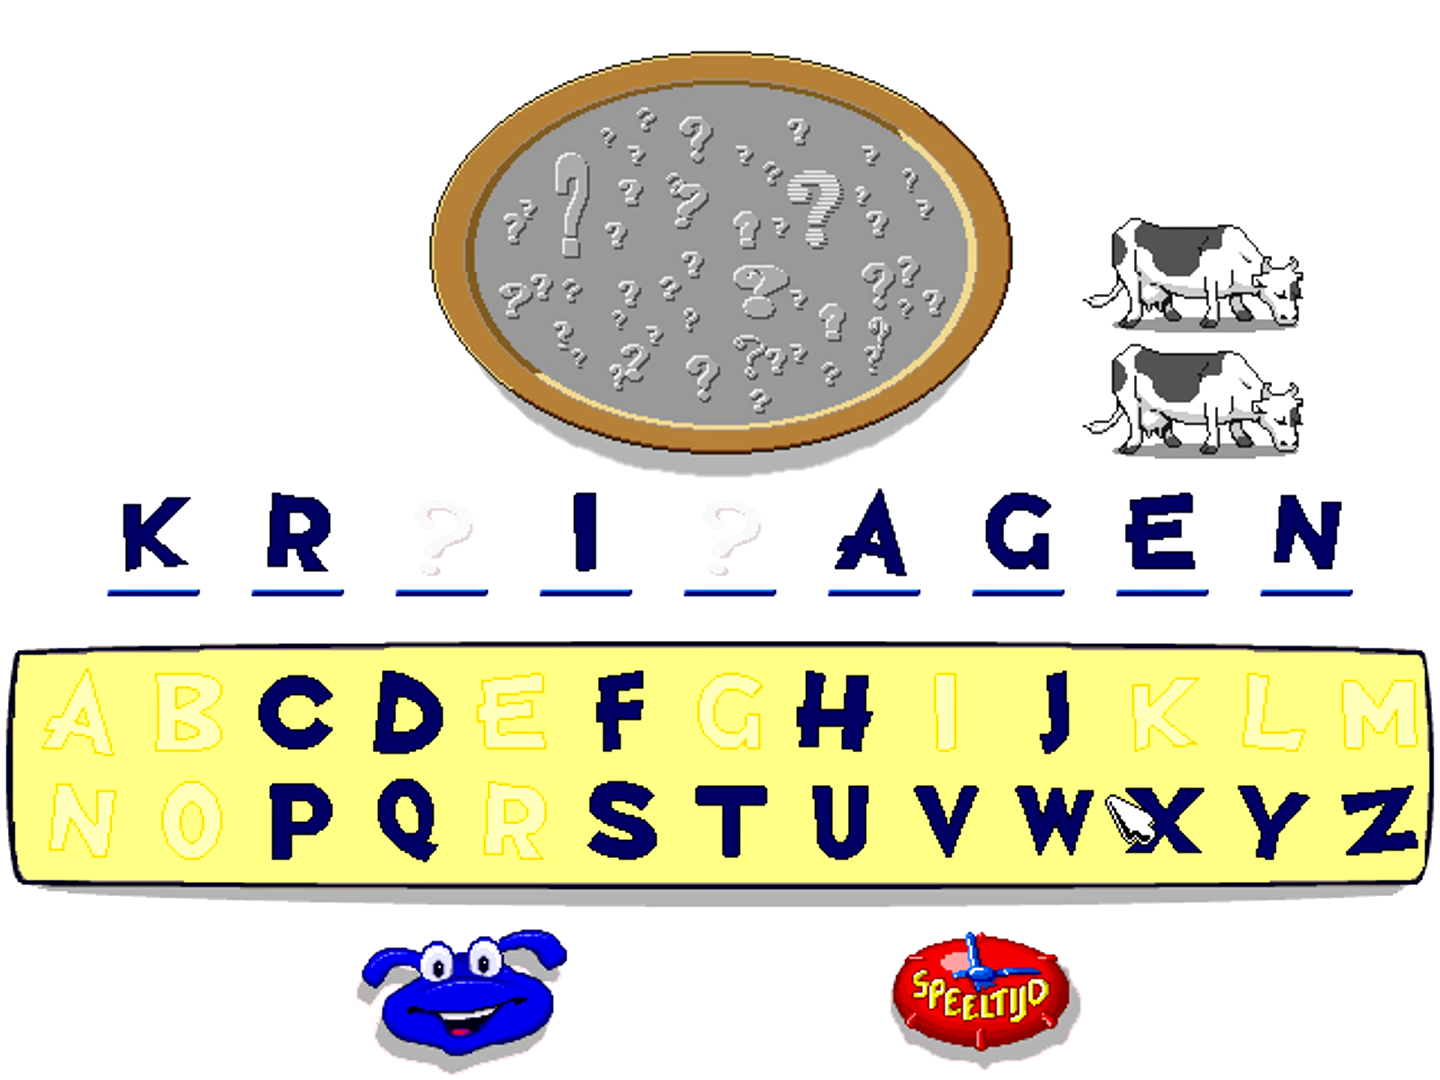 K R ? I ? A G E N
A B C D E F G H I J K L M
N O P Q R S T U V W X Y Z
SPEELTIJD